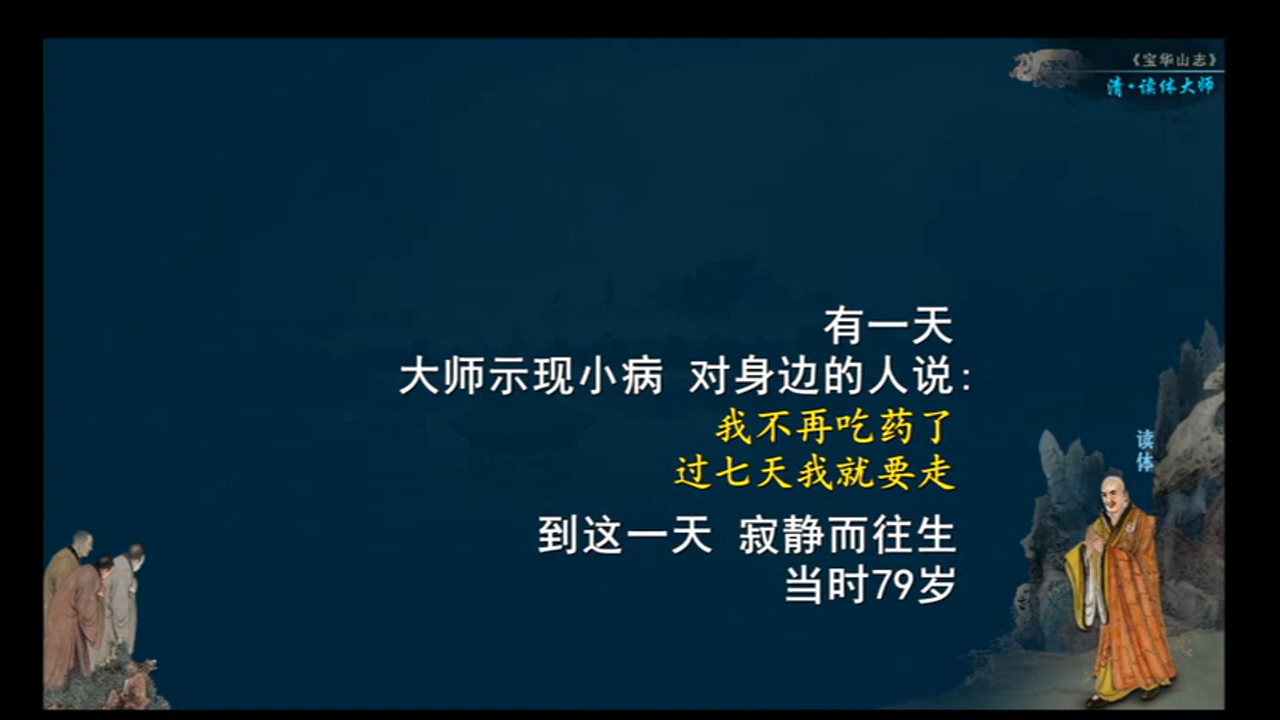 《宝华山志》
清·读体大师
有一天
大师示现小病 对身边的人说:
我不再吃药了
过七天我就要走
到这一天 寂静而往生
当时79岁
读体